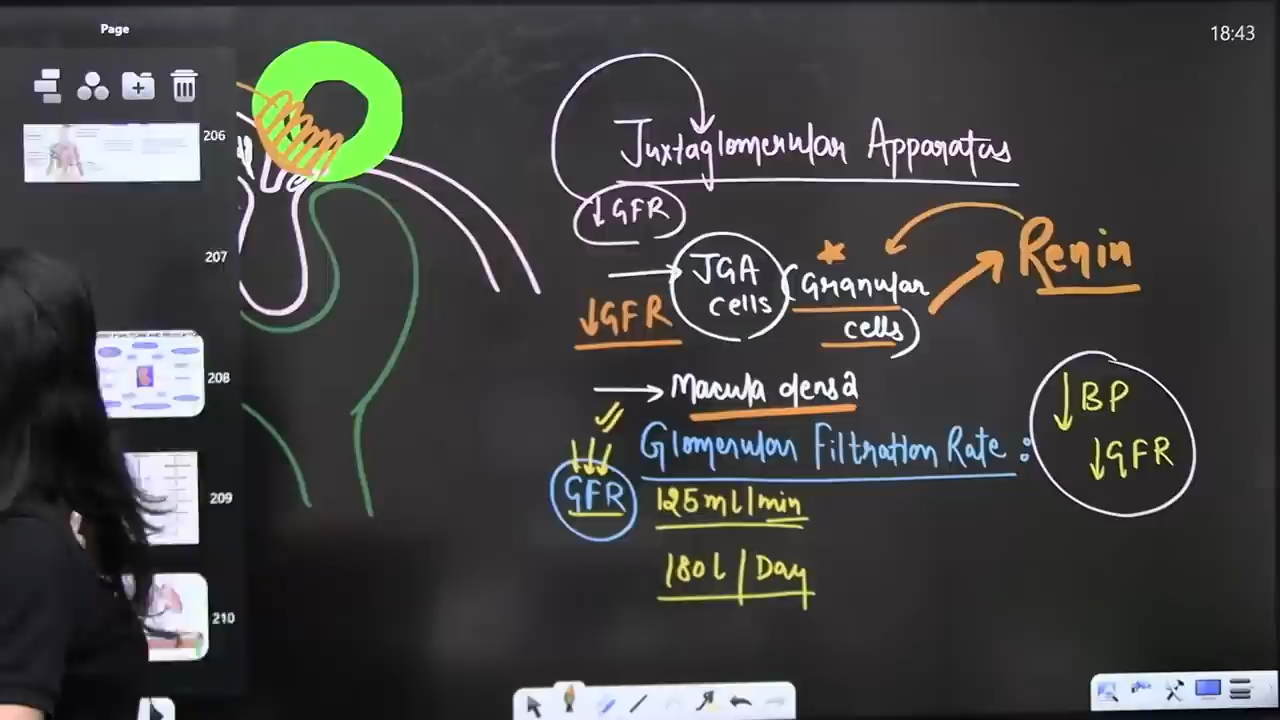 Page
18:43
206
207
208
209
210
Juxtaglomerular Apparatus
↓GFR
→ JGA cells (Granular cells)
Renin
↓GFR
→ Macula densa
Glomerular Filtration Rate :
GFR
125ml/min
180l/Day
↓BP
↓GFR